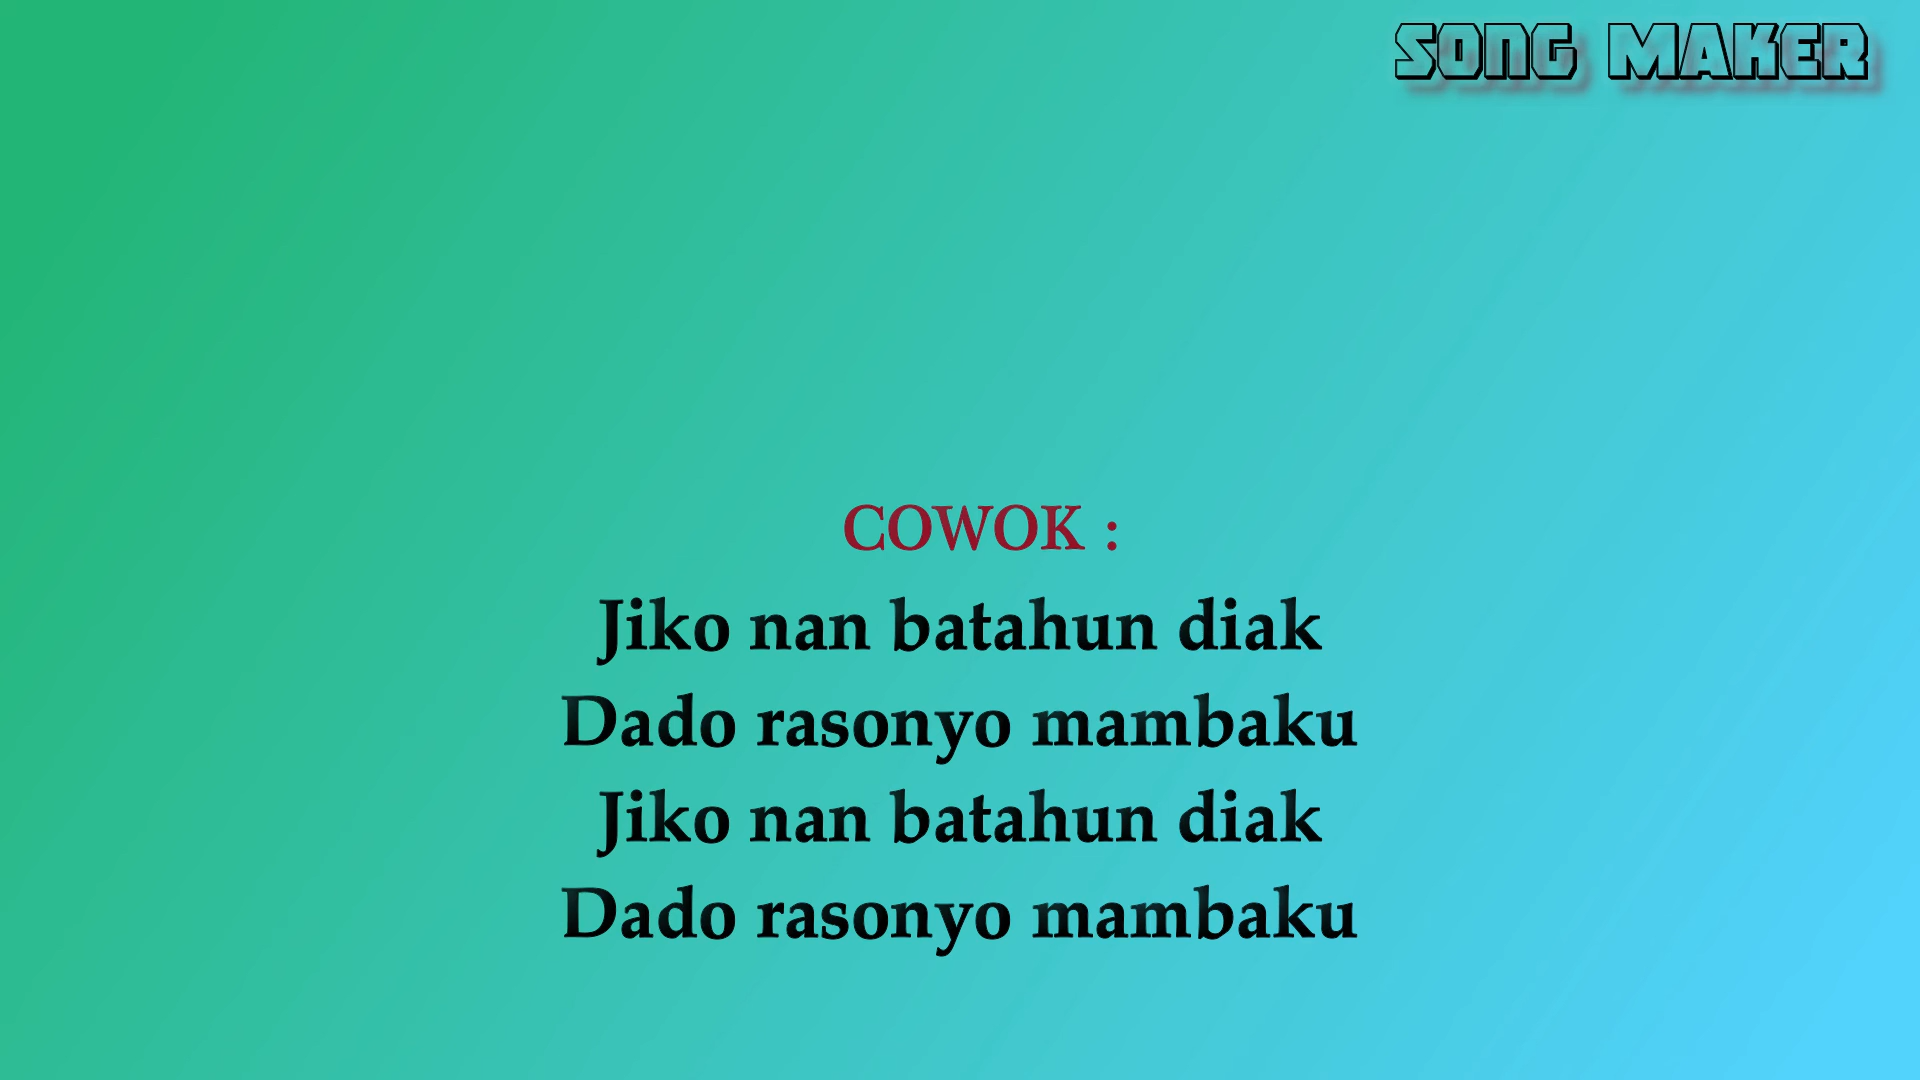 SONG MAKER
COWOK :
Jiko nan batahun diak
Dado rasonyo mambaku
Jiko nan batahun diak
Dado rasonyo mambaku